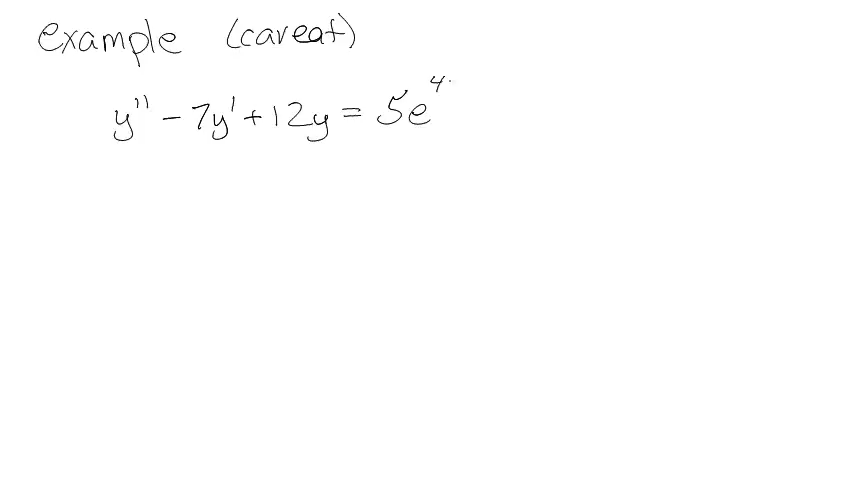 example (caveat)
y'' - 7y' + 12y = 5e^4